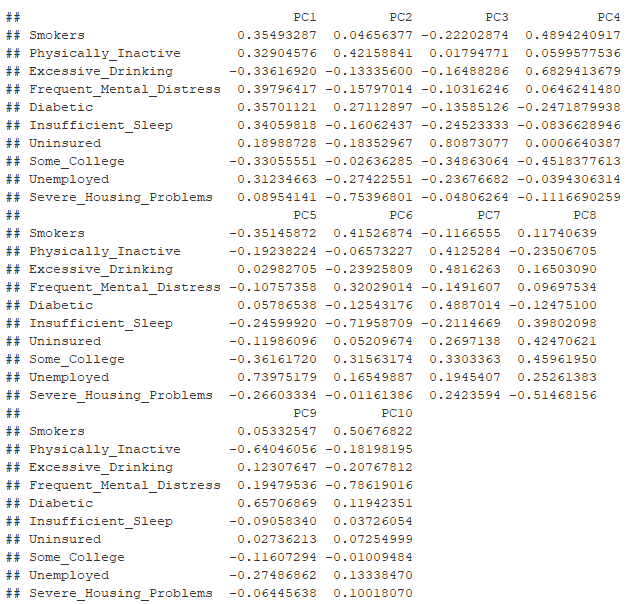 ##                                PC1         PC2         PC3           PC4
## Smokers                  0.35493287  0.04656377 -0.22202874  0.4894240917
## Physically_Inactive      0.32904576  0.42158841  0.01794771  0.0599577536
## Excessive_Drinking      -0.33616920 -0.13335600 -0.16488286  0.6829413679
## Frequent_Mental_Distress 0.39796417 -0.15797014 -0.10316246  0.0646241480
## Diabetic                 0.35701121  0.27112897 -0.13585126 -0.2471879938
## Insufficient_Sleep       0.34059818 -0.16062437 -0.24523333 -0.0836628946
## Uninsured                0.18988728 -0.18352967  0.80873077  0.0006640387
## Some_College            -0.33055551 -0.02636285 -0.34863064 -0.4518377613
## Unemployed               0.31234663 -0.27422551 -0.23676682 -0.0394306314
## Severe_Housing_Problems  0.08954141 -0.75396801 -0.04806264 -0.1116690259
##                                 PC5         PC6        PC7         PC8
## Smokers                  -0.35145872  0.41526874 -0.1166555  0.11740639
## Physically_Inactive      -0.19238224 -0.06573227  0.4125284 -0.23506705
## Excessive_Drinking        0.02982705 -0.23925809  0.4816263  0.16503090
## Frequent_Mental_Distress -0.10757358  0.32029014 -0.1491607  0.09697534
## Diabetic                  0.05786538 -0.12543176  0.4887014 -0.12475100
## Insufficient_Sleep       -0.24599920 -0.71958709 -0.2114669  0.39802098
## Uninsured                -0.11986096  0.05209674  0.2697138  0.42470621
## Some_College             -0.36161720  0.31563174  0.3303363  0.45961950
## Unemployed                0.73975179  0.16549887  0.1945407  0.25261383
## Severe_Housing_Problems  -0.26603334 -0.01161386  0.2423594 -0.51468156
##                                 PC9        PC10
## Smokers                   0.05332547  0.50676822
## Physically_Inactive      -0.64046056 -0.18198195
## Excessive_Drinking        0.12307647 -0.20767812
## Frequent_Mental_Distress  0.19479536 -0.78619016
## Diabetic                  0.65706869  0.11942351
## Insufficient_Sleep       -0.09058340  0.03726054
## Uninsured                 0.02736213  0.07254999
## Some_College             -0.11607294 -0.01009484
## Unemployed               -0.27486862  0.13338470
## Severe_Housing_Problems  -0.06445638  0.10018070